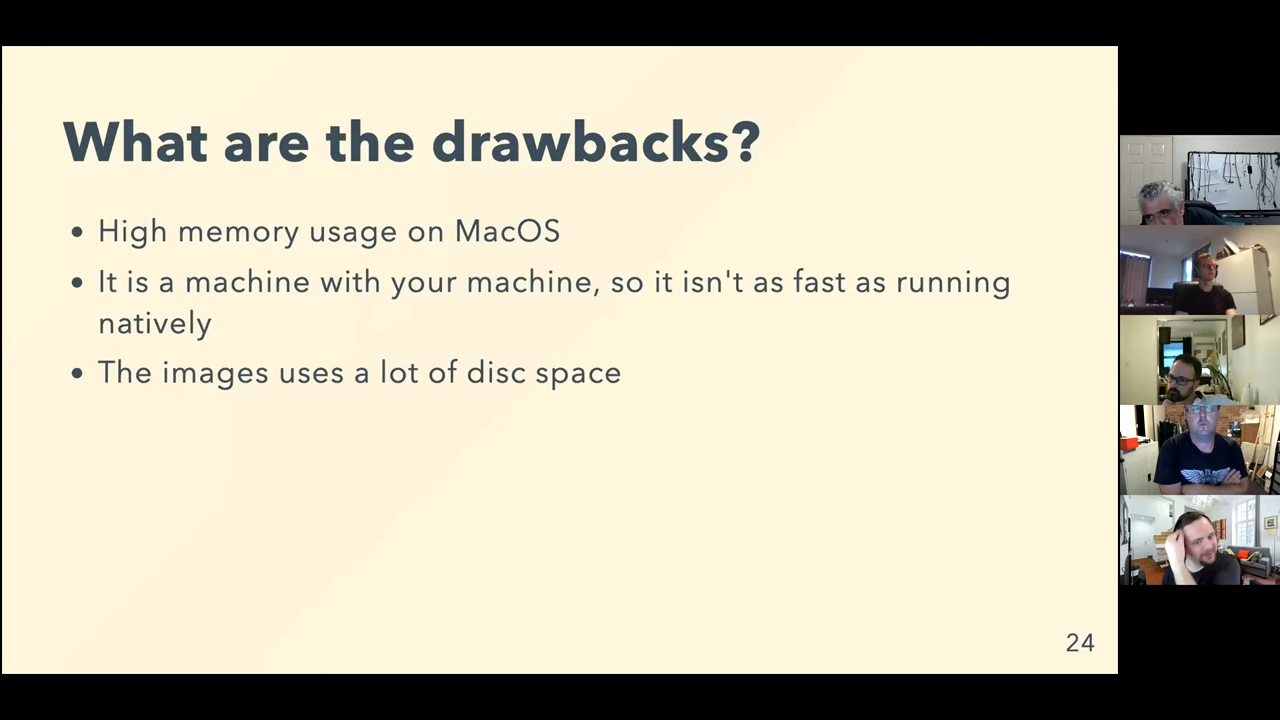 What are the drawbacks?
• High memory usage on MacOS
• It is a machine with your machine, so it isn't as fast as running
natively
• The images uses a lot of disc space
24